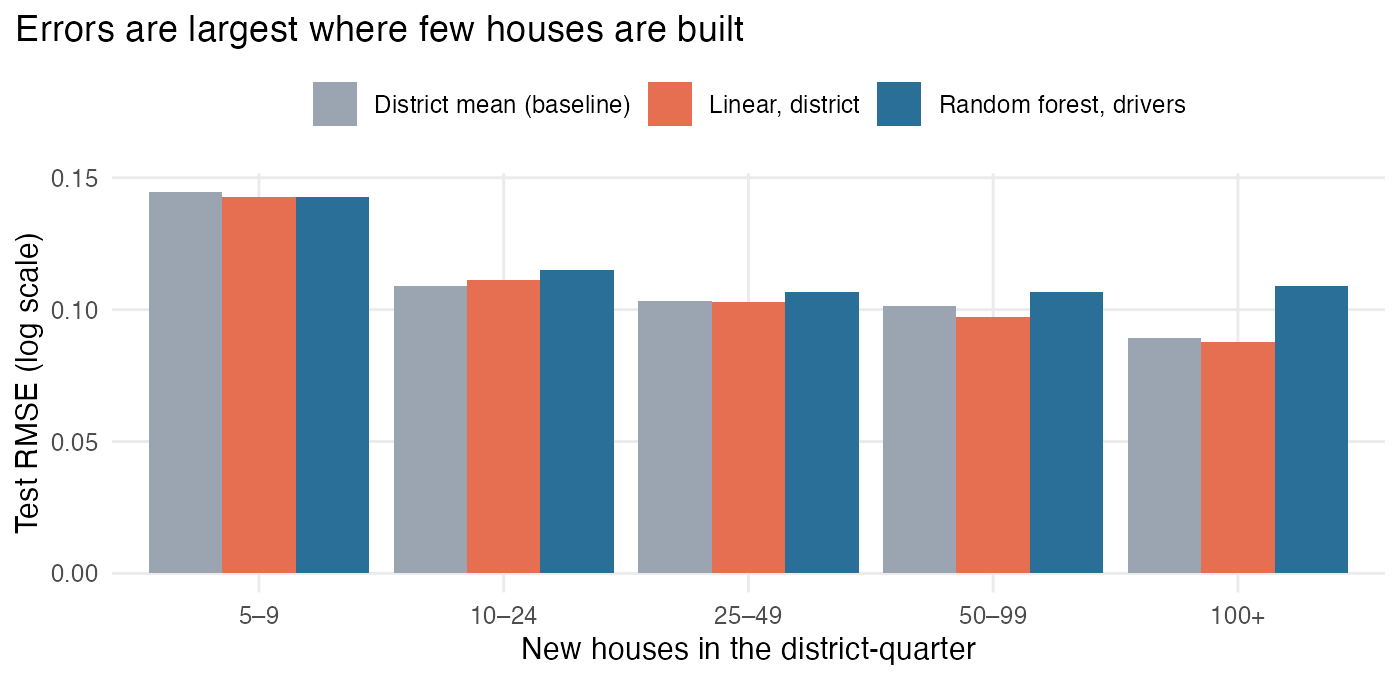 Errors are largest where few houses are built
District mean (baseline) Linear, district Random forest, drivers
Test RMSE (log scale)
0.15
0.10
0.05
0.00
5–9 10–24 25–49 50–99 100+
New houses in the district-quarter